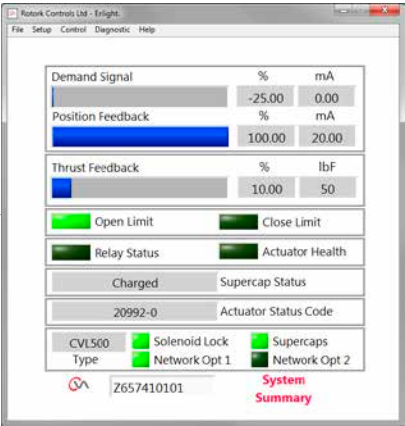 Rotork Controls Ltd - Enlight.
File Setup Control Diagnostic Help
Demand Signal % mA
-25.00 0.00
Position Feedback % mA
100.00 20.00
Thrust Feedback % lbF
10.00 50
Open Limit Close Limit
Relay Status Actuator Health
Charged Supercap Status
20992-0 Actuator Status Code
CVL500 Solenoid Lock Supercaps
Type Network Opt 1 Network Opt 2
Z657410101 System
Summary